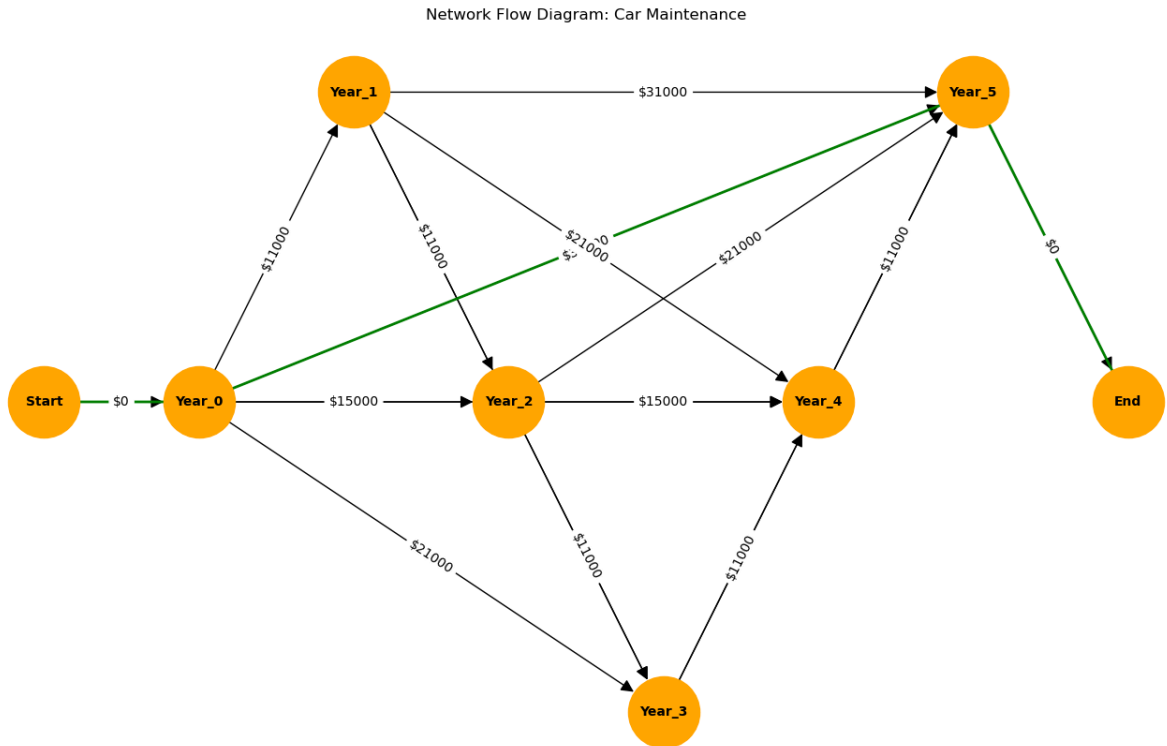 Network Flow Diagram: Car Maintenance
Year_1
$31000
Year_5
$11000
$11000
$21000
$21000
$11000
$0
Start
$0
Year_0
$15000
Year_2
$15000
Year_4
End
$21000
$11000
$11000
Year_3